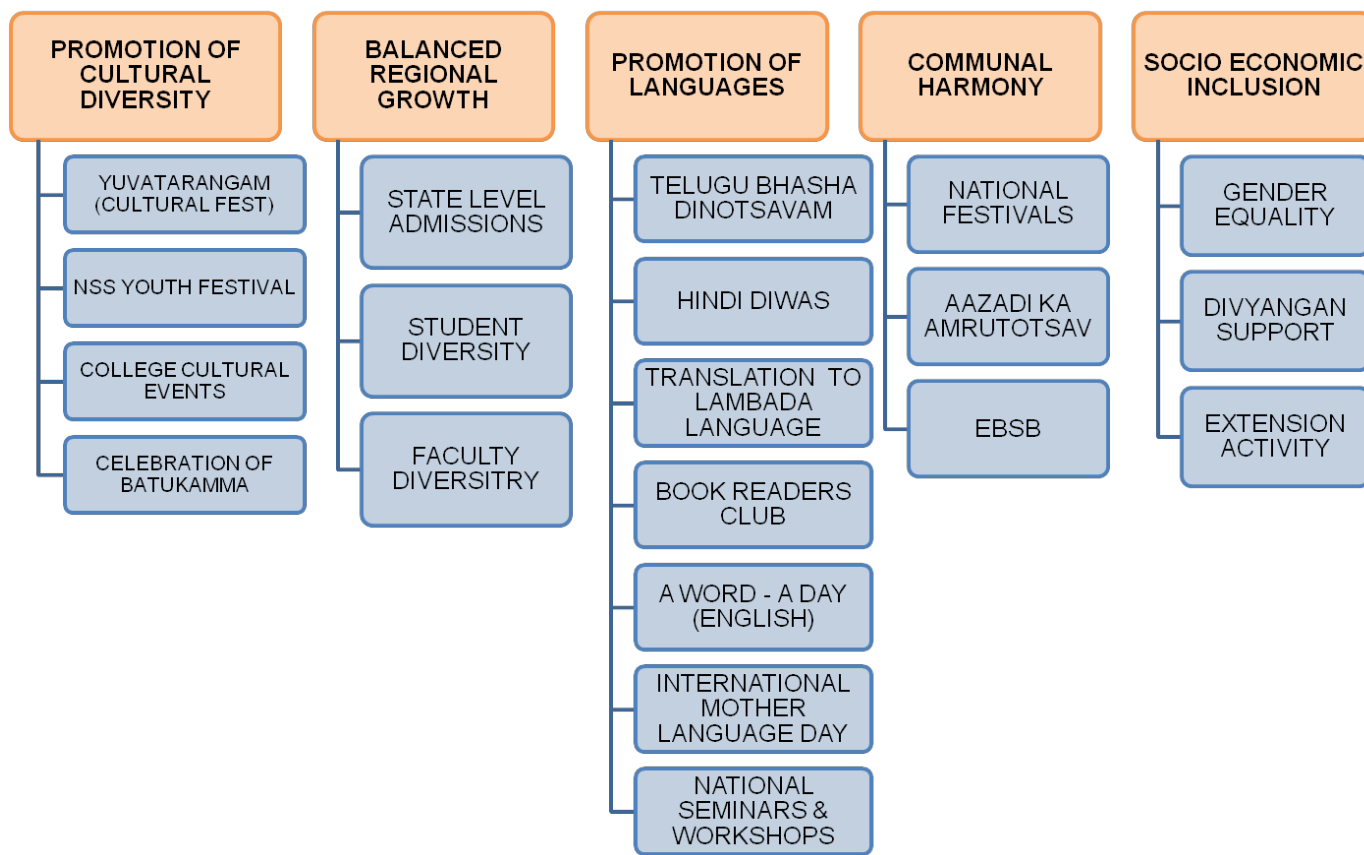 PROMOTION OF
CULTURAL
DIVERSITY
YUVATARANGAM
(CULTURAL FEST)
NSS YOUTH FESTIVAL
COLLEGE CULTURAL
EVENTS
CELEBRATION OF
BATUKAMMA
BALANCED
REGIONAL
GROWTH
STATE LEVEL
ADMISSIONS
STUDENT
DIVERSITY
FACULTY
DIVERSITRY
PROMOTION OF
LANGUAGES
TELUGU BHASHA
DINOTSAVAM
HINDI DIWAS
TRANSLATION TO
LAMBADA
LANGUAGE
BOOK READERS
CLUB
A WORD - A DAY
(ENGLISH)
INTERNATIONAL
MOTHER
LANGUAGE DAY
NATIONAL
SEMINARS &
WORKSHOPS
COMMUNAL
HARMONY
NATIONAL
FESTIVALS
AAZADI KA
AMRUTOTSAV
EBSB
SOCIO ECONOMIC
INCLUSION
GENDER
EQUALITY
DIVYANGAN
SUPPORT
EXTENSION
ACTIVITY